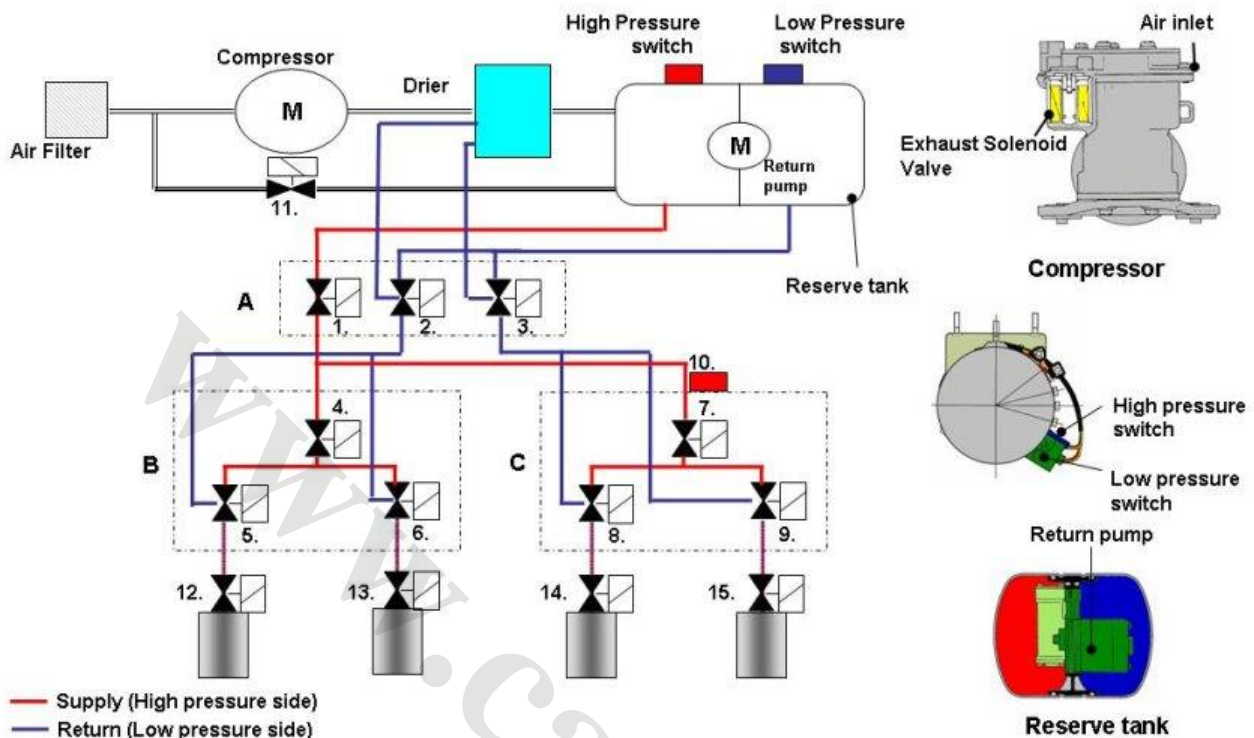 High Pressure
switch
Low Pressure
switch
Air inlet
Compressor
Drier
M
M
Return
pump
Air Filter
Exhaust Solenoid
Valve
11.
Reserve tank
Compressor
A
1.
2.
3.
10.
4.
7.
High pressure
switch
B
C
Low pressure
switch
5.
6.
8.
9.
Return pump
12.
13.
14.
15.
Supply (High pressure side)
Return (Low pressure side)
Reserve tank
www.ca